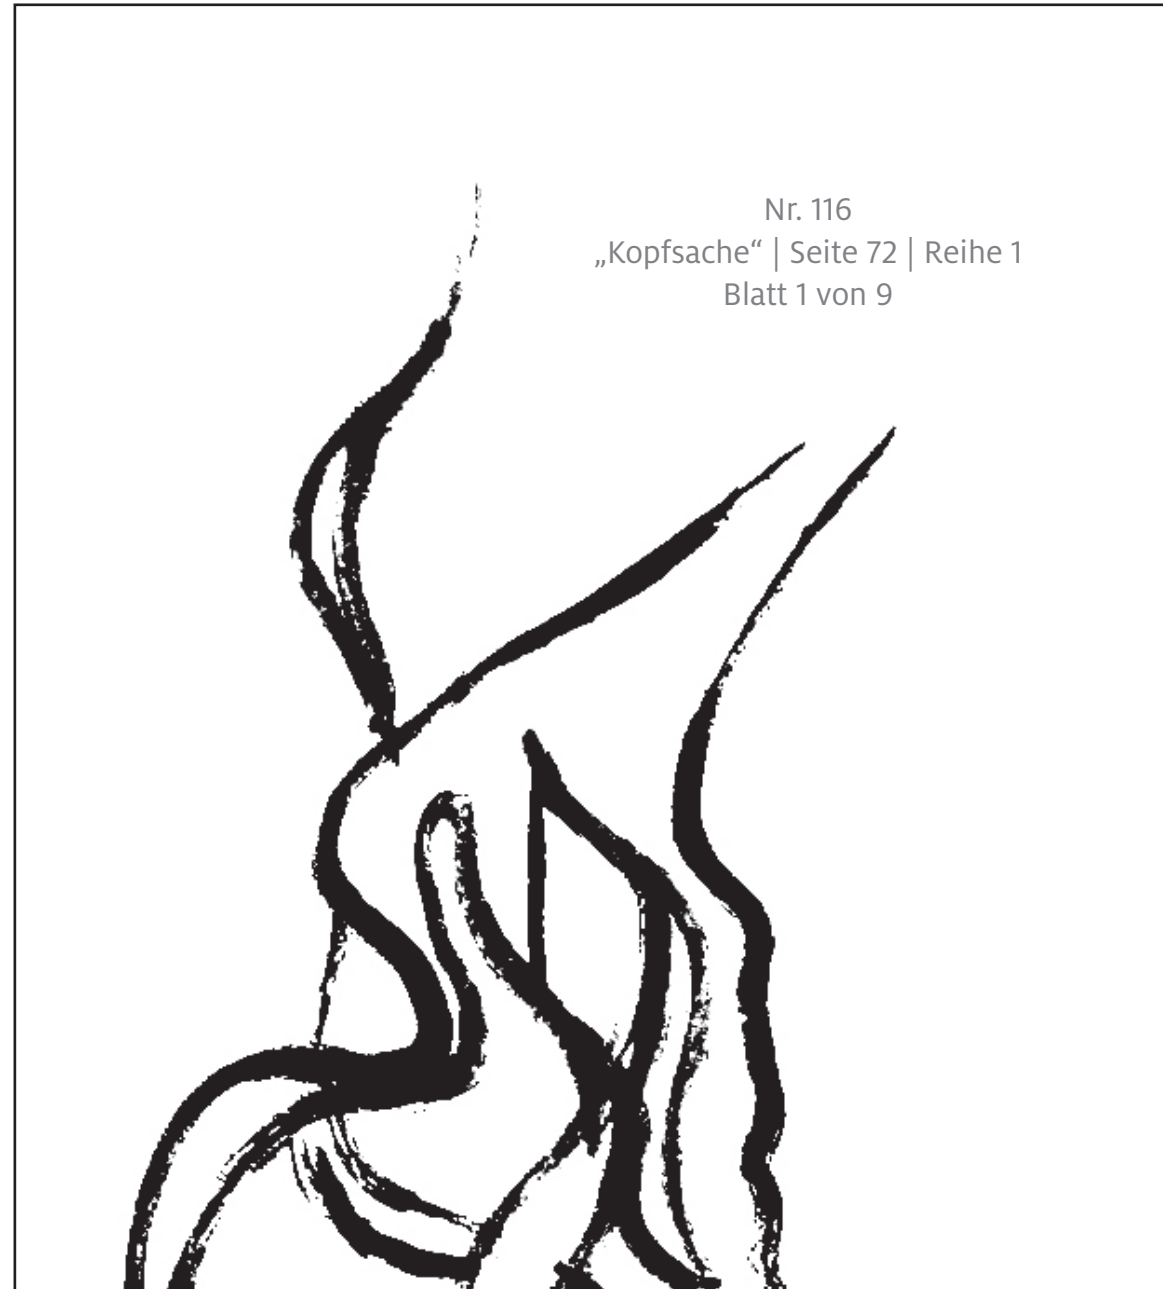 Nr. 116
„Kopfsache“ | Seite 72 | Reihe 1
Blatt 1 von 9